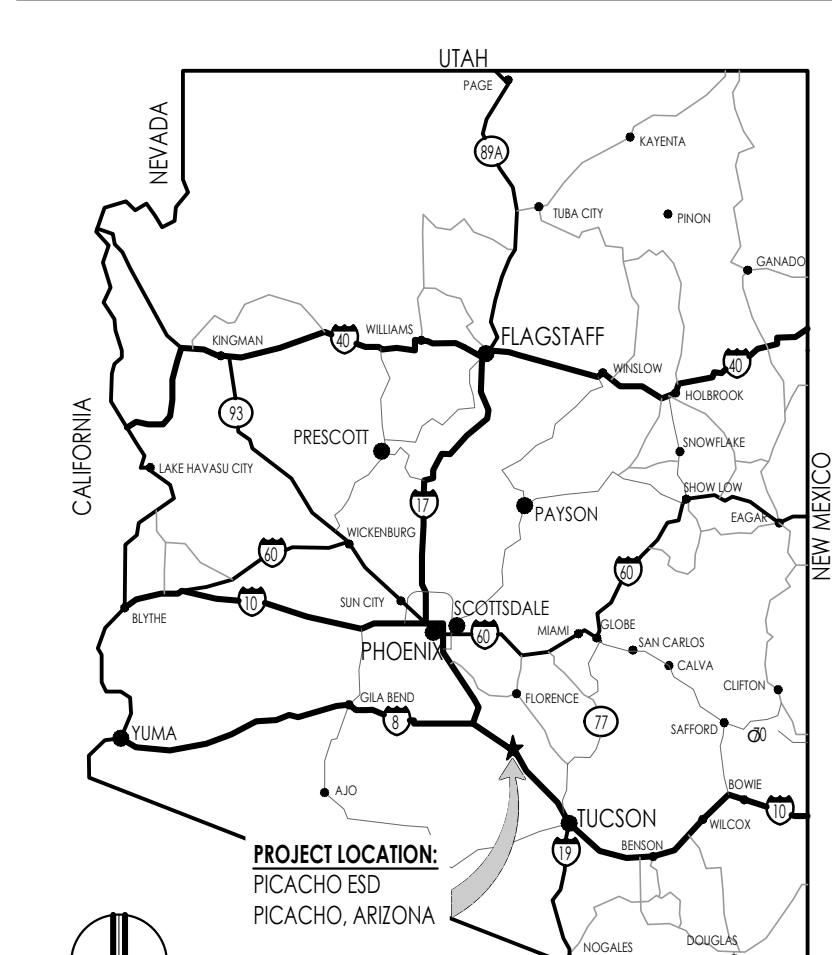 UTAH
PAGE
NEVADA
89A
KAYENTA
TUBA CITY
PINON
GANADO
KINGMAN
40
WILLIAMS
FLAGSTAFF
WINSLOW
40
HOLBROOK
93
CALIFORNIA
PRESCOTT
LAKE HAVASU CITY
SNOWFLAKE
NEW MEXICO
17
PAYSON
SHOW LOW
EAGAR
WICKENBURG
60
60
10
SUN CITY
SCOTTSDALE
BLYTHE
PHOENIX
60
MIAMI
GLOBE
SAN CARLOS
CALVA
CLIFTON
GILA BEND
FLORENCE
8
77
SAFFORD
70
YUMA
AJO
BOWIE
10
TUCSON
WILCOX
19
BENSON
PROJECT LOCATION:
PICACHO ESD
PICACHO, ARIZONA
NOGALES
DOUGLAS